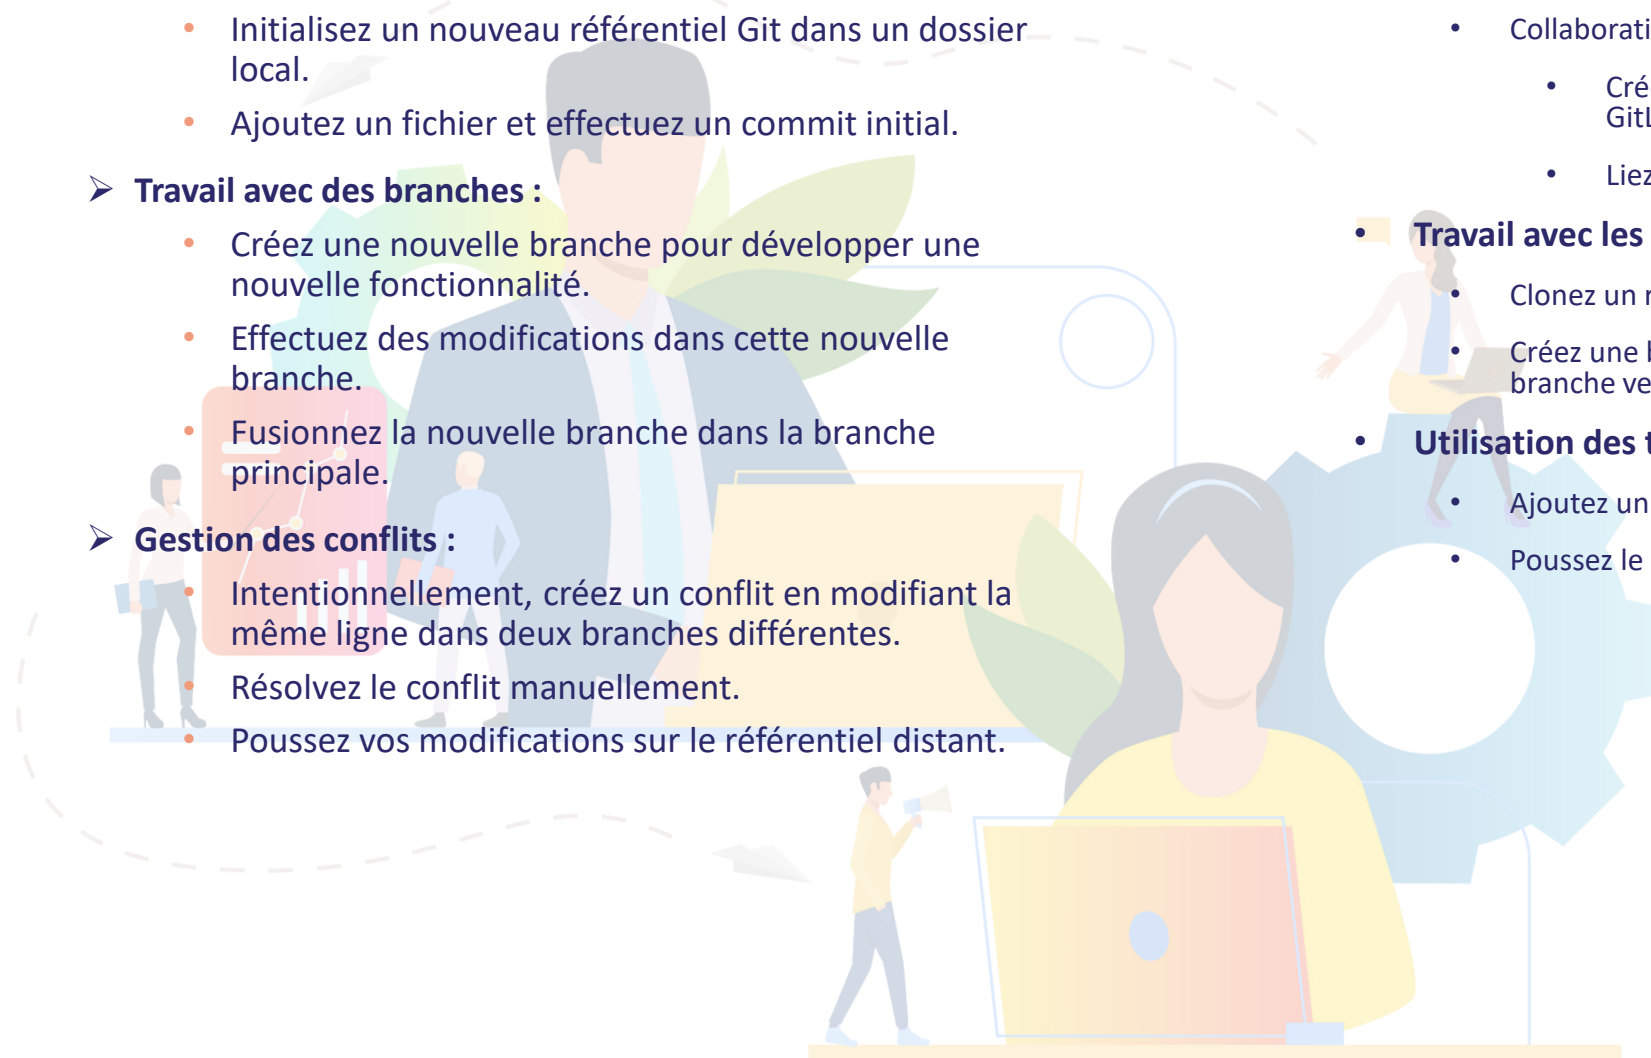 • Initialisez un nouveau référentiel Git dans un dossier
local.
• Ajoutez un fichier et effectuez un commit initial.
➢ Travail avec des branches :
• Créez une nouvelle branche pour développer une
nouvelle fonctionnalité.
• Effectuez des modifications dans cette nouvelle
branche.
• Fusionnez la nouvelle branche dans la branche
principale.
➢ Gestion des conflits :
• Intentionnellement, créez un conflit en modifiant la
même ligne dans deux branches différentes.
• Résolvez le conflit manuellement.
• Poussez vos modifications sur le référentiel distant.
•
•
• Liez
• Travail avec les
• Clonez un
• Créez une
branche
• Utilisation des
• Ajoutez un
• Poussez le